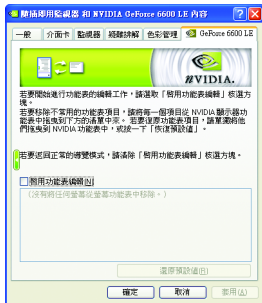 隨插即用監視器 和 NVIDIA GeForce 6600 LE 內容
一般 介面卡 監視器 疑難排解 色彩管理 GeForce 6600 LE
NVIDIA.
若要開始進行功能表的編輯工作，請選取「啟用功能表編輯」核選方
塊。
若要移除不常用的功能表項目，請將每一個項目從 NVIDIA 顯示器功
能表中拖曳到下方的清單中來。 若要復原功能表項目，請單獨將他
們拖曳到 NVIDIA 功能表中，或按一下「恢復預設值」。
若要返回正常的導覽模式，請清除「啟用功能表編輯」核選方塊。
啟用功能表編輯(N)
(沒有將任何螢幕從螢幕功能表中移除。)
還原預設值(R)
確定 取消 套用(A)